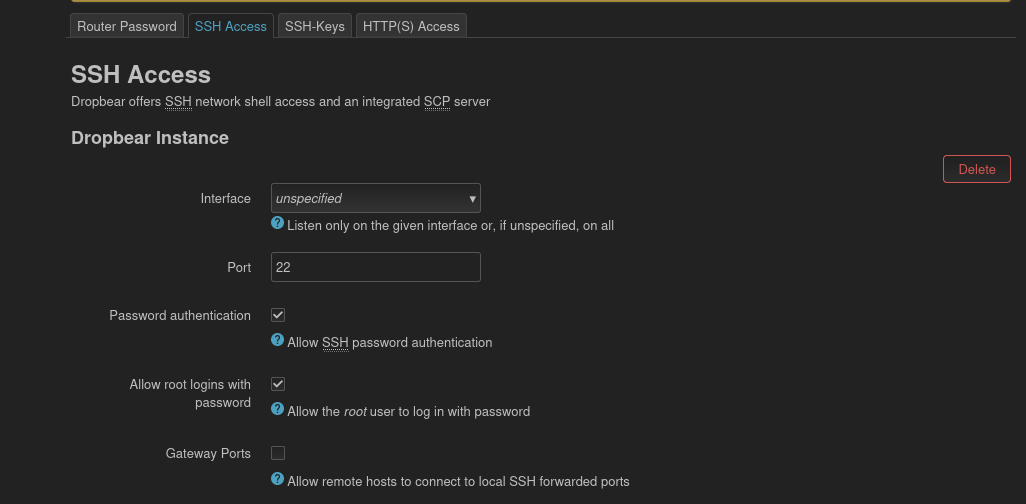 Router Password SSH Access SSH-Keys HTTP(S) Access
SSH Access
Dropbear offers SSH network shell access and an integrated SCP server
Dropbear Instance
Delete
Interface unspecified
Listen only on the given interface or, if unspecified, on all
Port 22
Password authentication
Allow SSH password authentication
Allow root logins with
password
Allow the root user to log in with password
Gateway Ports
Allow remote hosts to connect to local SSH forwarded ports